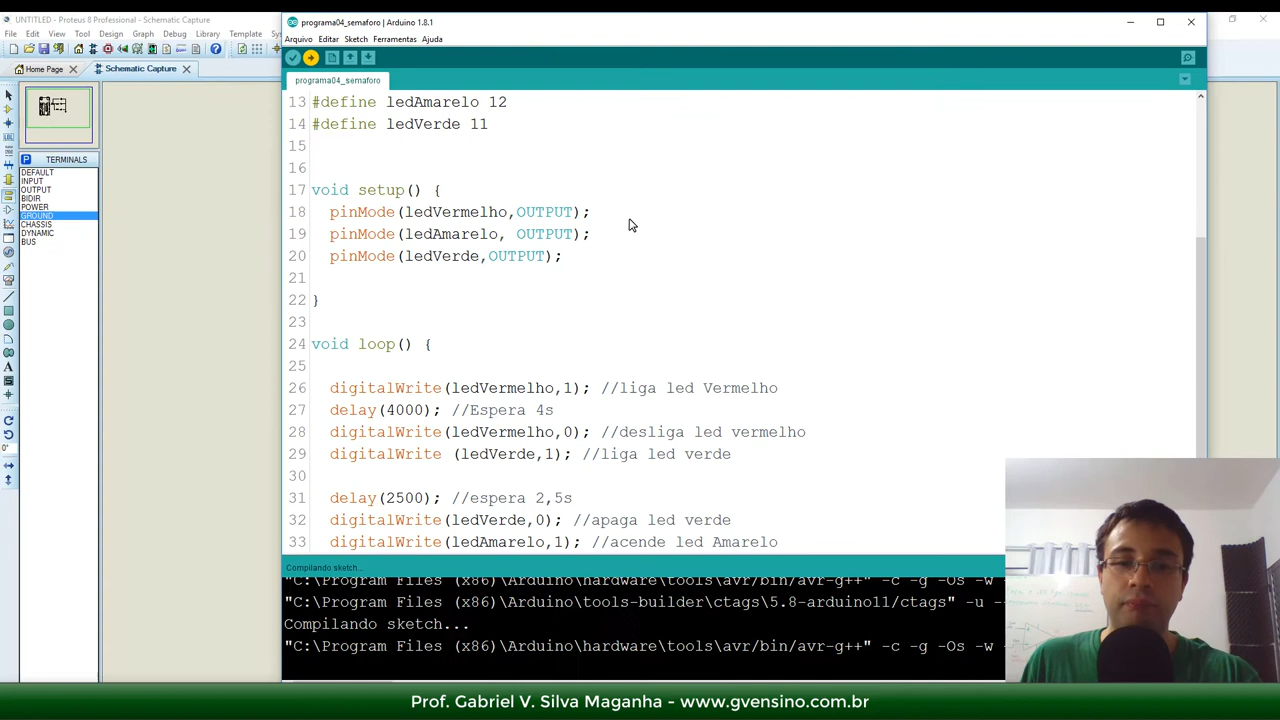 UNTITLED - Proteus 8 Professional - Schematic Capture
File Edit View Tool Design Graph Debug Library Template
Home Page
Schematic Capture
P TERMINALS
DEFAULT
INPUT
OUTPUT
BIDIR
POWER
GROUND
CHASSIS
DYNAMIC
BUS
programa04_semaforo | Arduino 1.8.1
Arquivo Editar Sketch Ferramentas Ajuda
programa04_semaforo
13 #define ledAmarelo 12
14 #define ledVerde 11
15
16
17 void setup() {
18 pinMode(ledVermelho,OUTPUT);
19 pinMode(ledAmarelo, OUTPUT);
20 pinMode(ledVerde,OUTPUT);
21
22 }
23
24 void loop() {
25
26 digitalWrite(ledVermelho,1); //liga led Vermelho
27 delay(4000); //Espera 4s
28 digitalWrite(ledVermelho,0); //desliga led vermelho
29 digitalWrite (ledVerde,1); //liga led verde
30
31 delay(2500); //espera 2,5s
32 digitalWrite(ledVerde,0); //apaga led verde
33 digitalWrite(ledAmarelo,1); //acende led Amarelo
Compilando sketch...
"C:\Program Files (x86)\Arduino\hardware\tools\avr/bin/avr-g++" -c -g -Os -w
"C:\Program Files (x86)\Arduino\tools-builder\ctags\5.8-arduino11/ctags" -u
Compilando sketch...
"C:\Program Files (x86)\Arduino\hardware\tools\avr/bin/avr-g++" -c -g -Os -w
Prof. Gabriel V. Silva Maganha - www.gvensino.com.br